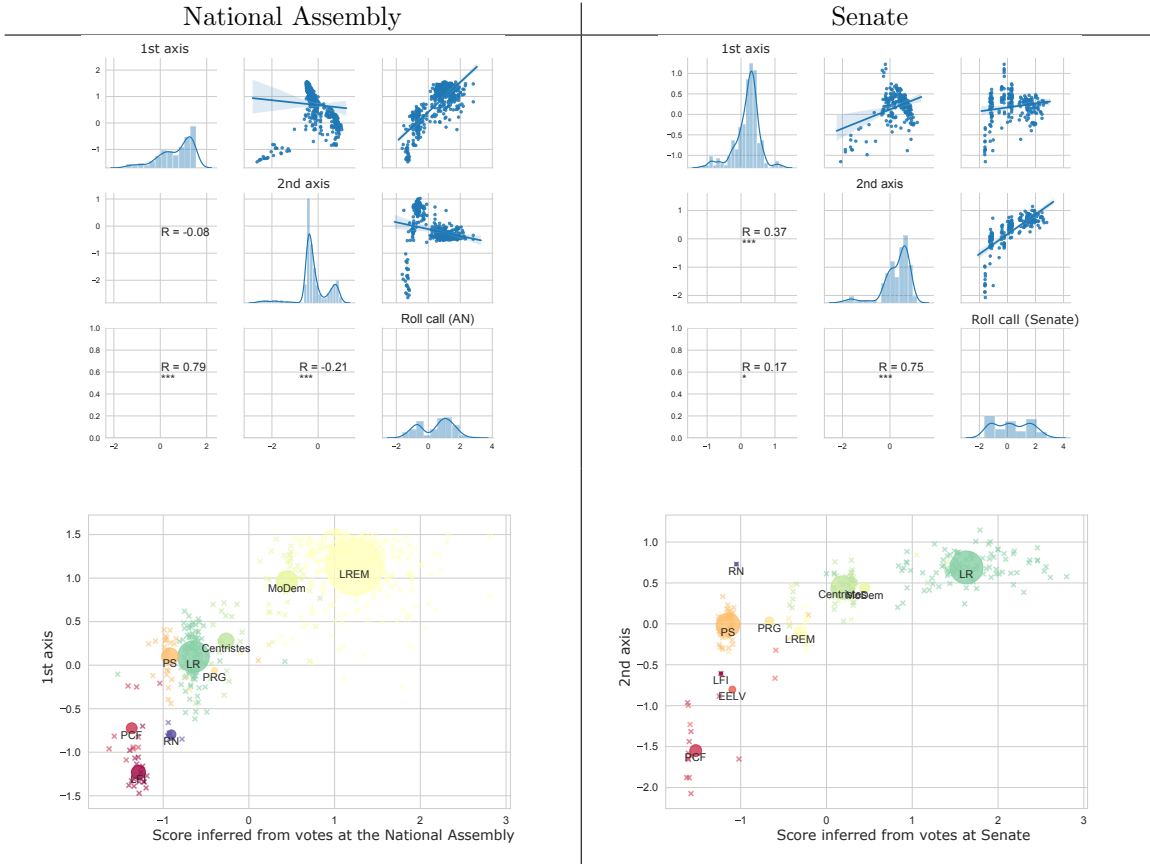 National Assembly
Senate
1st axis
2
1
0
−1
2nd axis
1
R = -0.08
0
−1
−2
Roll call (AN)
1.0
0.8
R = 0.79
***
R = -0.21
***
0.6
0.4
0.2
0.0
−2 0 2
−2 0
−2 0 2 4
1st axis
1.0
0.5
0.0
−0.5
−1.0
2nd axis
1
R = 0.37
***
0
−1
−2
Roll call (Senate)
1.0
0.8
R = 0.17
*
R = 0.75
***
0.6
0.4
0.2
0.0
−1 0 1
−2 0
−2 0 2 4
1st axis
1.5
1.0
0.5
0.0
−0.5
−1.0
−1.5
LREM
MoDem
Centristes
PS
LR
PRG
PCF
RN
LFI
−1 0 1 2 3
Score inferred from votes at the National Assembly
2nd axis
1.0
0.5
0.0
−0.5
−1.0
−1.5
−2.0
RN
LR
Centristes
MoDem
PS
PRG
LREM
LFI
EELV
PCF
−1 0 1 2 3
Score inferred from votes at Senate